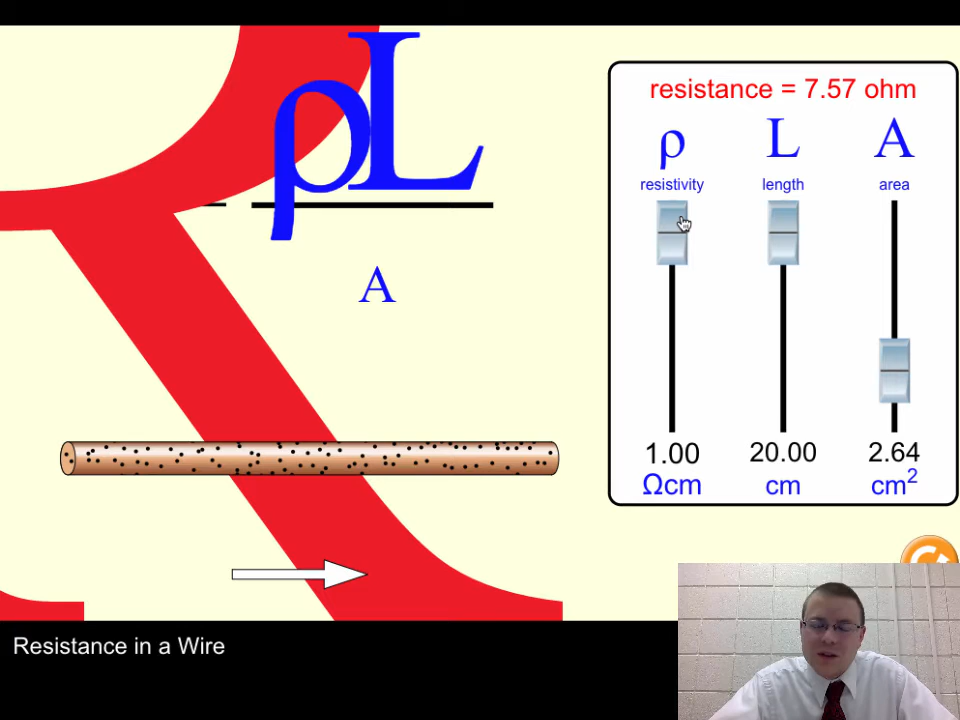 R
ρL
A
resistance = 7.57 ohm
ρ L A
resistivity length area
1.00 20.00 2.64
Ωcm cm cm²
Resistance in a Wire